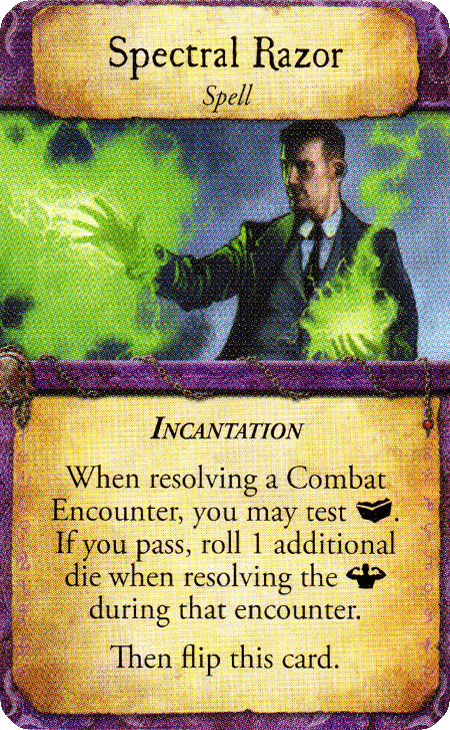 Spectral Razor
Spell
INCANTATION
When resolving a Combat
Encounter, you may test .
If you pass, roll 1 additional
die when resolving the
during that encounter.
Then flip this card.